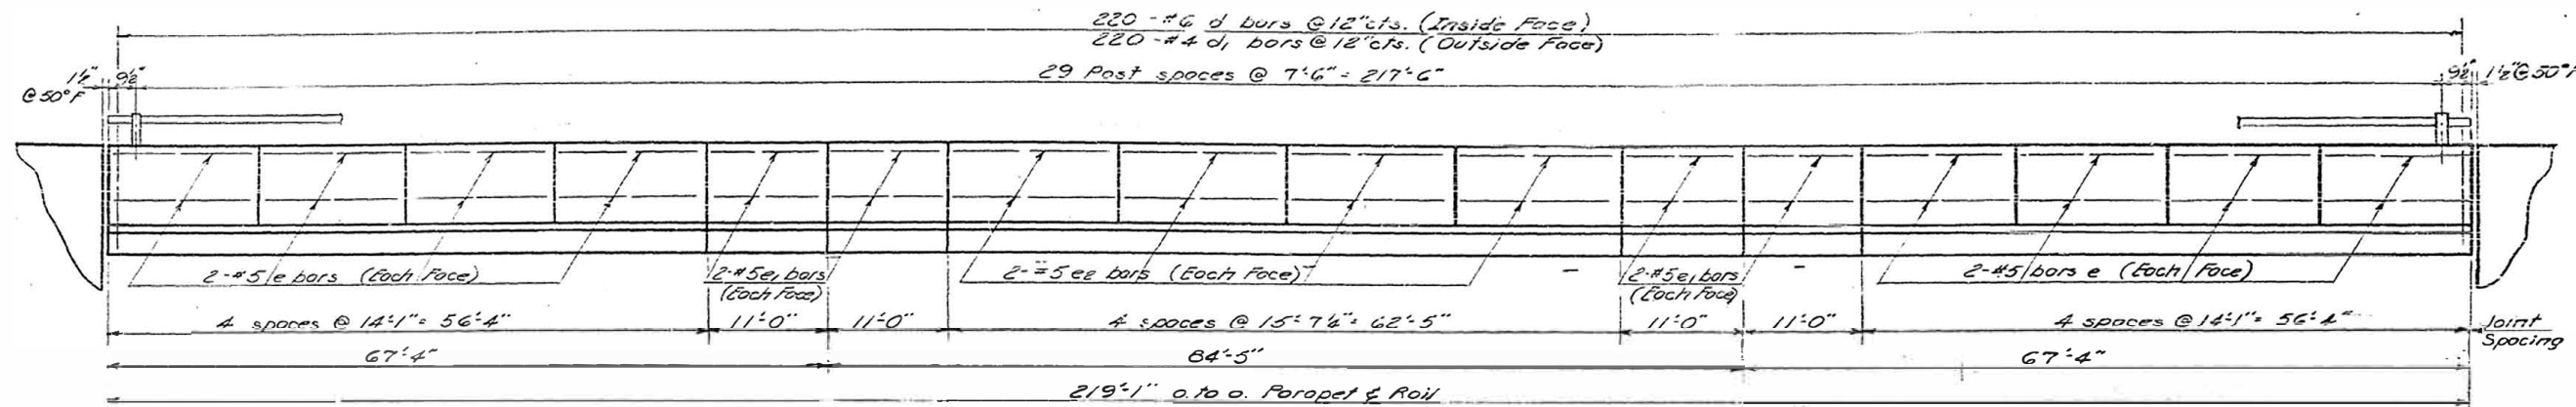 220 - #6 d bars @ 12" cts. (Inside Face)
220 - #4 d, bars @ 12" cts. (Outside Face)
29 Post spaces @ 7'-6" = 217'-6"
1½" 9½"
@ 50°F
9½" 1½" @ 50°F
2-#5 e bars (Each Face)
2-#5 e, bars
(Each Face)
2-#5 e2 bars (Each Face)
2-#5 e, bars
(Each Face)
2-#5 bars e (Each Face)
4 spaces @ 14'-1" = 56'-4"
11'-0"
11'-0"
4 spaces @ 15'-7¼" = 62'-5"
11'-0"
11'-0"
4 spaces @ 14'-1" = 56'-4"
Joint
Spacing
67'-4"
84'-5"
67'-4"
219'-1" o. to o. Parapet & Rail